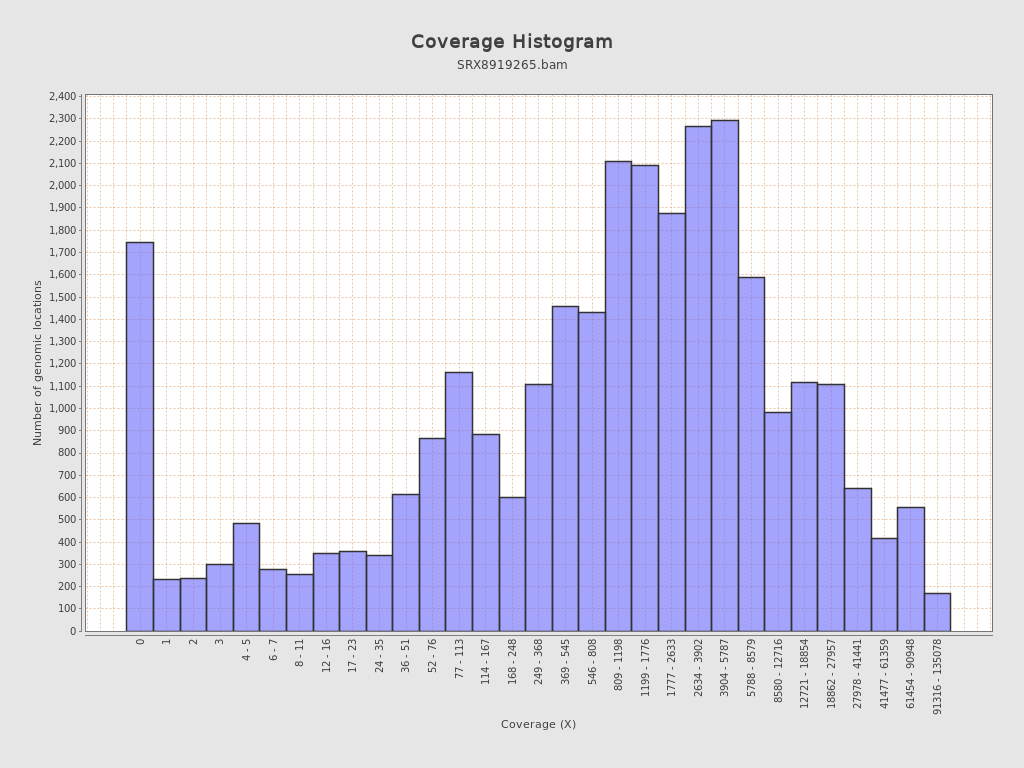 Coverage Histogram
SRX8919265.bam
Number of genomic locations
2,400
2,300
2,200
2,100
2,000
1,900
1,800
1,700
1,600
1,500
1,400
1,300
1,200
1,100
1,000
900
800
700
600
500
400
300
200
100
0
0
1
2
3
4 - 5
6 - 7
8 - 11
12 - 16
17 - 23
24 - 35
36 - 51
52 - 76
77 - 113
114 - 167
168 - 248
249 - 368
369 - 545
546 - 808
809 - 1198
1199 - 1776
1777 - 2633
2634 - 3902
3904 - 5787
5788 - 8579
8580 - 12716
12721 - 18854
18862 - 27957
27978 - 41441
41477 - 61359
61454 - 90948
91316 - 135078
Coverage (X)